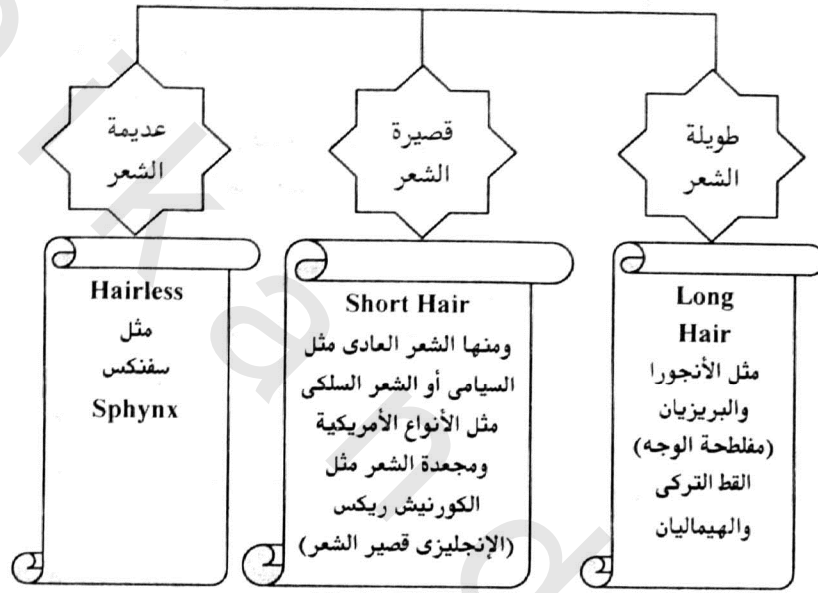 طويلة
الشعر
Long
Hair
مثل الأنجورا
والبريزيان
(مفلطحة الوجه)
القط التركى
والهيماليان
قصيرة
الشعر
Short Hair
ومنها الشعر العادى مثل
السيامى أو الشعر السلكى
مثل الأنواع الأمريكية
ومجعدة الشعر مثل
الكورنيش ريكس
(الإنجليزى قصير الشعر)
عديمة
الشعر
Hairless
مثل
سفنكس
Sphynx